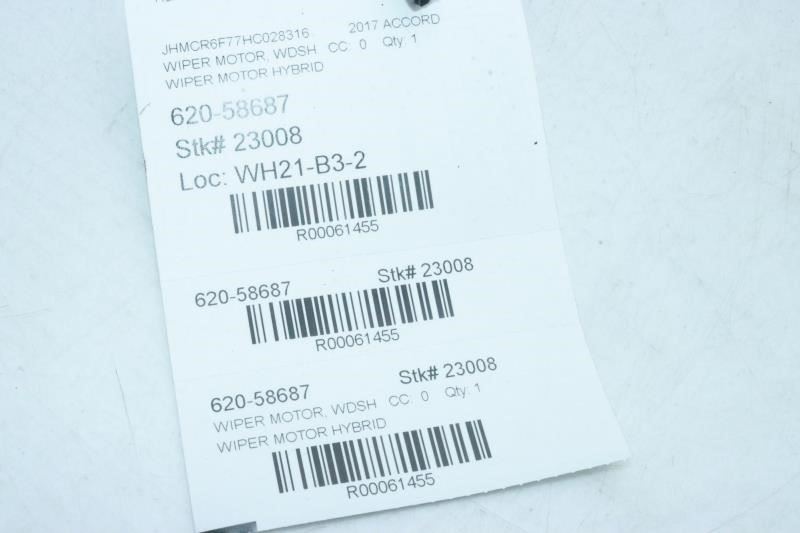 JHMCR6F77HC028316 2017 ACCORD
WIPER MOTOR, WDSH CC: 0 Qty: 1
WIPER MOTOR HYBRID
620-58687
Stk# 23008
Loc: WH21-B3-2
R00061455
620-58687 Stk# 23008
R00061455
620-58687 Stk# 23008
WIPER MOTOR, WDSH CC: 0 Qty: 1
WIPER MOTOR HYBRID
R00061455